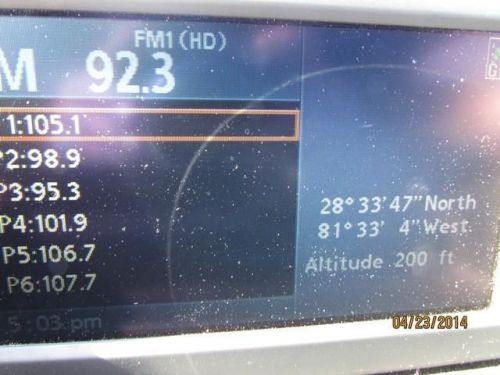 FM1(HD)
M 92.3
1:105.1
P2:98.9
P3:95.3
P4:101.9
P5:106.7
P6:107.7
28° 33'47"North
81° 33' 4"West
Altitude 200 ft
5:03 pm
04/23/2014